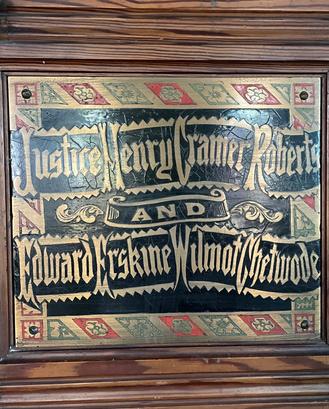 Justice Henry Cramer Roberts
AND
Edward Erskine Wilmot Chetwode